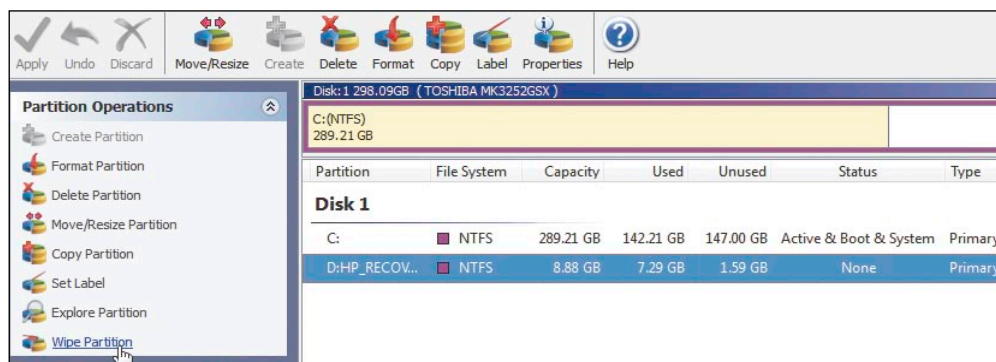 Apply Undo Discard Move/Resize Create Delete Format Copy Label Properties Help
Partition Operations
Create Partition
Format Partition
Delete Partition
Move/Resize Partition
Copy Partition
Set Label
Explore Partition
Wipe Partition
Disk:1 298.09GB (TOSHIBA MK3252GSX)
C:(NTFS)
289.21 GB
Partition File System Capacity Used Unused Status Type
Disk 1
C: NTFS 289.21 GB 142.21 GB 147.00 GB Active & Boot & System Primary
D:HP_RECOV... NTFS 8.88 GB 7.29 GB 1.59 GB None Primary